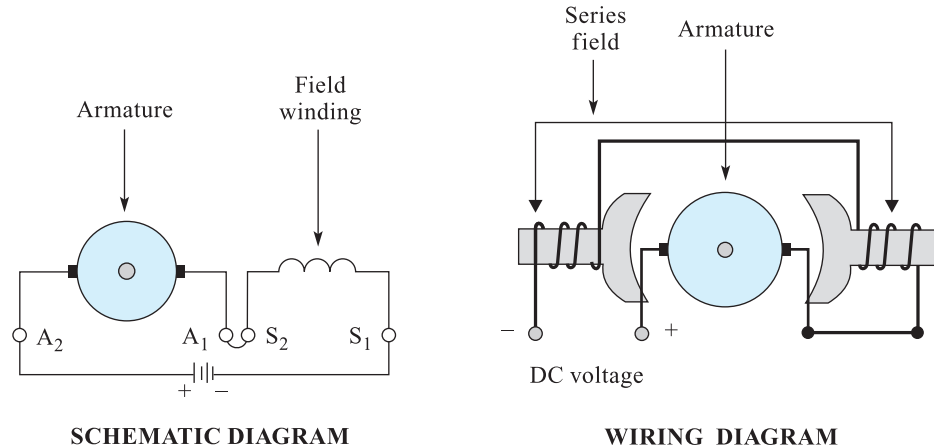 Armature
Field
winding
A₂
A₁
S₂
S₁
+ −
SCHEMATIC DIAGRAM
Series
field
Armature
− +
DC voltage
WIRING DIAGRAM